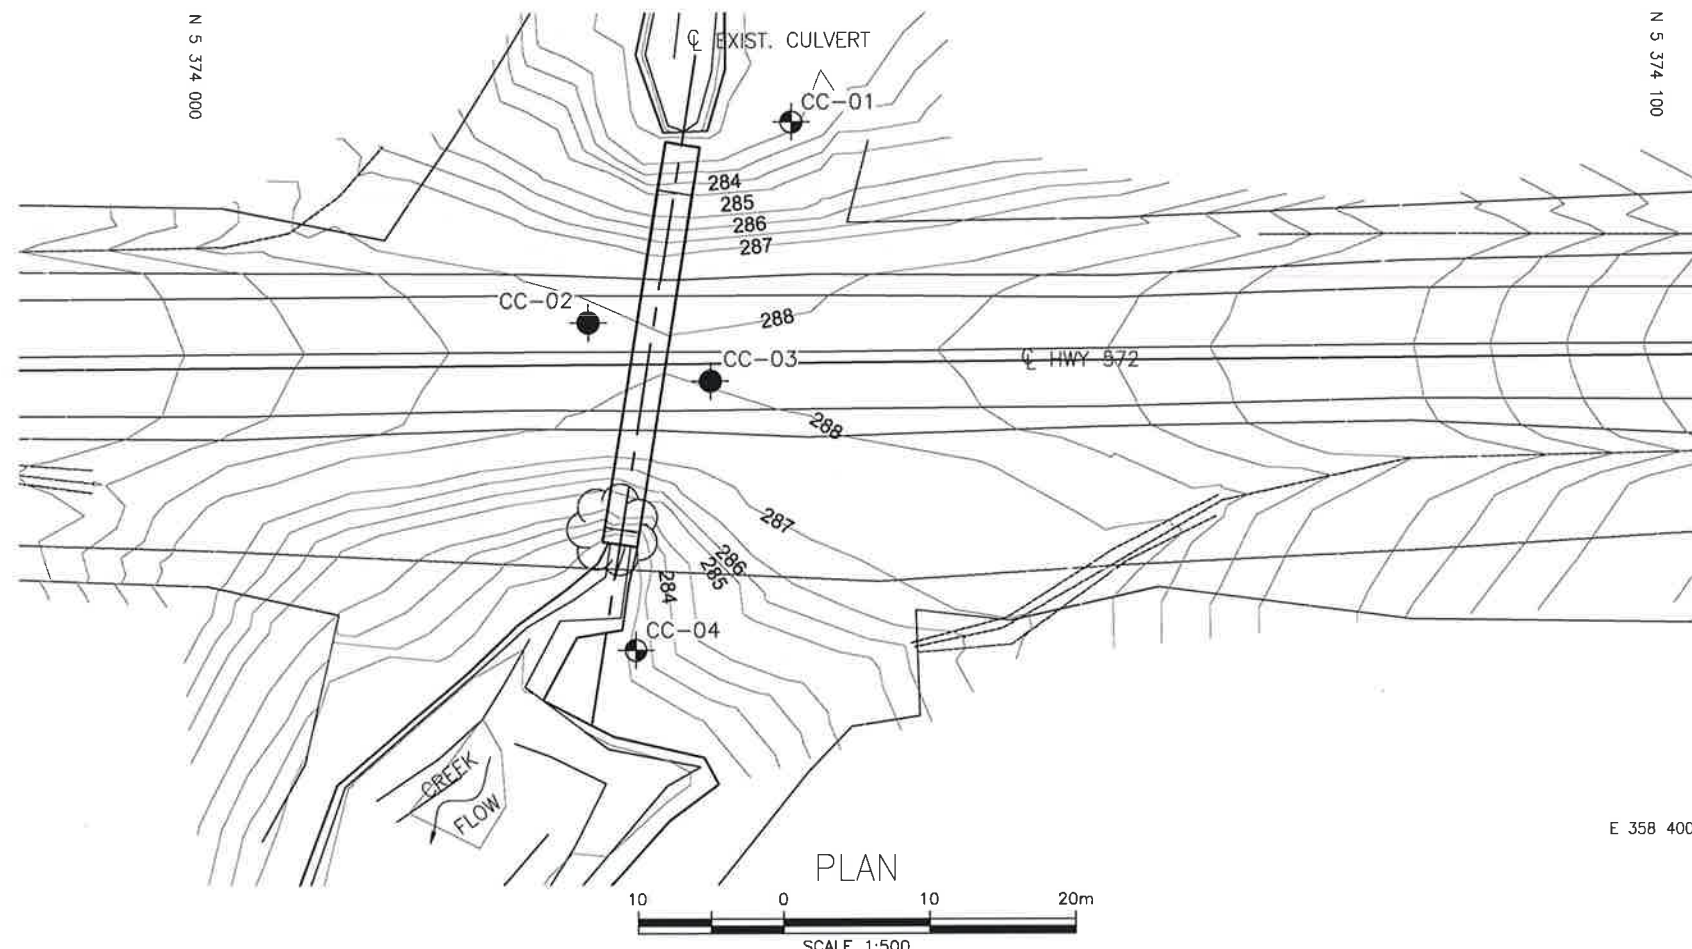 N 5 374 000
N 5 374 100
℄ EXIST. CULVERT
CC-01
284
285
286
287
CC-02
288
CC-03
℄ HWY 572
288
287
286
285
284
CC-04
CREEK
FLOW
E 358 400
PLAN
10 0 10 20m
SCALE 1:500